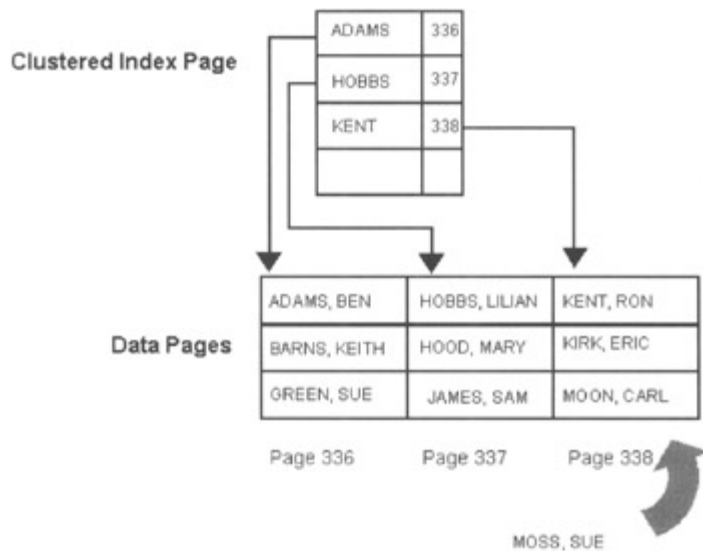 ADAMS 336
Clustered Index Page
HOBBS 337
KENT 338
ADAMS, BEN HOBBS, LILIAN KENT, RON
Data Pages
BARNS, KEITH HOOD, MARY KIRK, ERIC
GREEN, SUE JAMES, SAM MOON, CARL
Page 336 Page 337 Page 338
MOSS, SUE